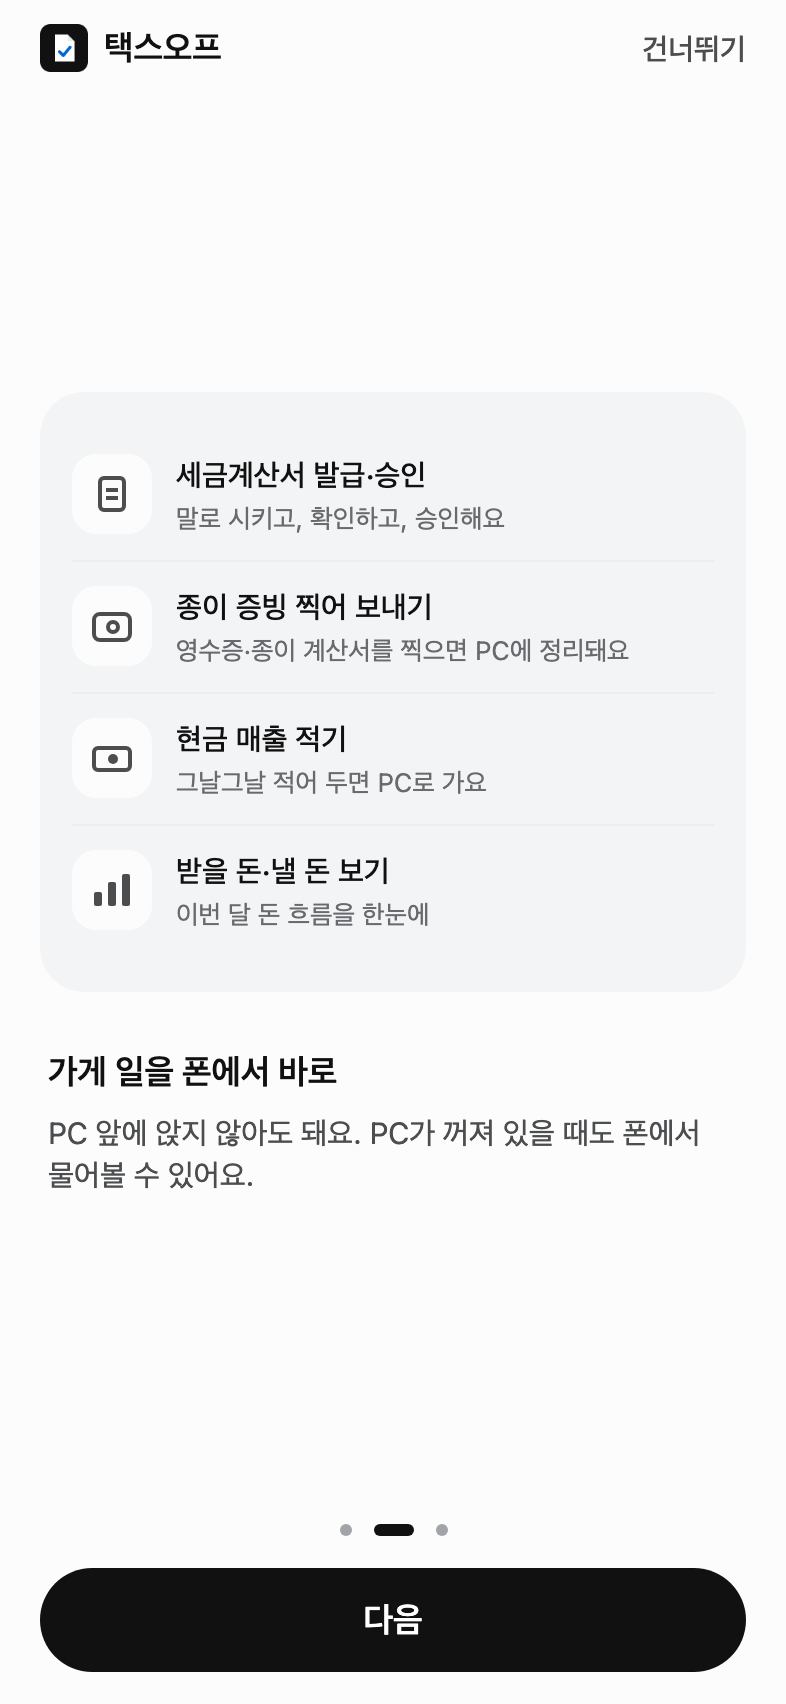 택스오프
건너뛰기
세금계산서 발급·승인
말로 시키고, 확인하고, 승인해요
종이 증빙 찍어 보내기
영수증·종이 계산서를 찍으면 PC에 정리돼요
현금 매출 적기
그날그날 적어 두면 PC로 가요
받을 돈·낼 돈 보기
이번 달 돈 흐름을 한눈에
가게 일을 폰에서 바로
PC 앞에 앉지 않아도 돼요. PC가 꺼져 있을 때도 폰에서
물어볼 수 있어요.
다음